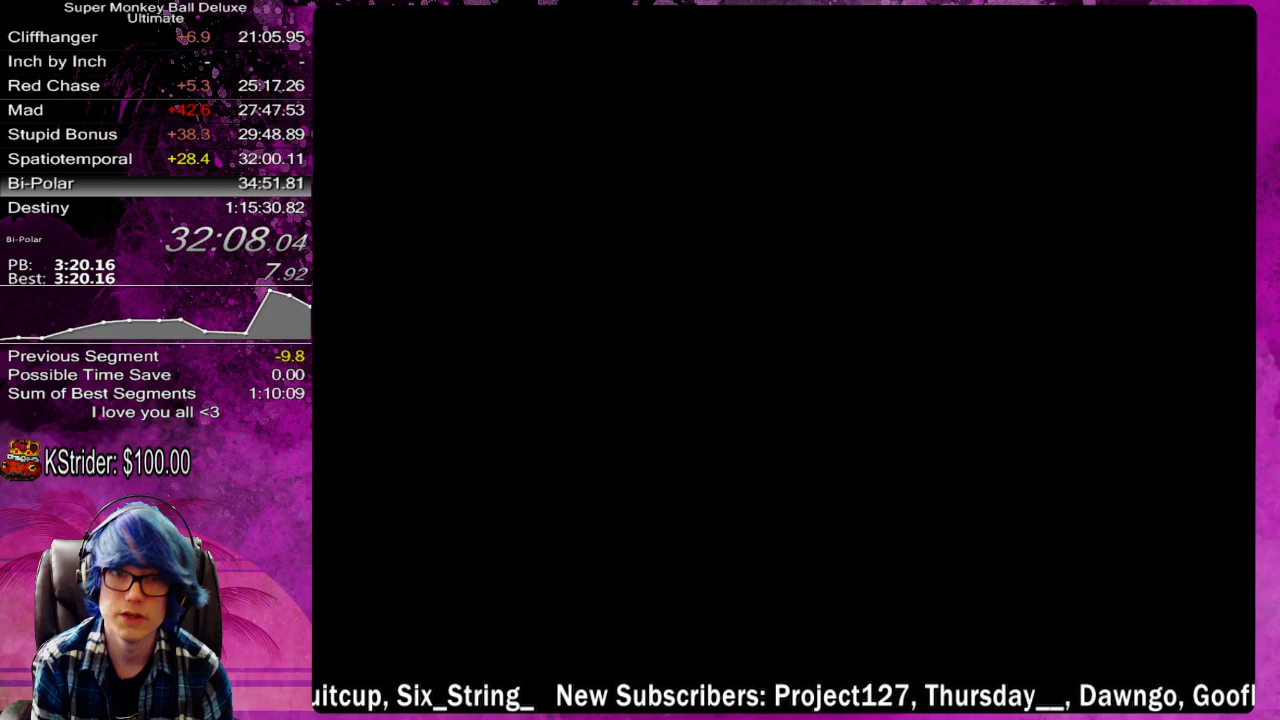 Super Monkey Ball Deluxe
Ultimate
Cliffhanger +6.9 21:05.95
Inch by Inch - -
Red Chase +5.3 25:17.26
Mad +42.6 27:47.53
Stupid Bonus +38.3 29:48.89
Spatiotemporal +28.4 32:00.11
Bi-Polar 34:51.81
Destiny 1:15:30.82
Bi-Polar 32:08.04
PB: 3:20.16
Best: 3:20.16 7.92
Previous Segment -9.8
Possible Time Save 0.00
Sum of Best Segments 1:10:09
I love you all <3
KStrider: $100.00
uitcup, Six_String_ New Subscribers: Project127, Thursday__, Dawngo, Goofl